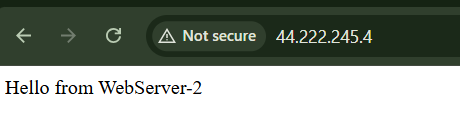 Not secure 44.222.245.4
Hello from WebServer-2